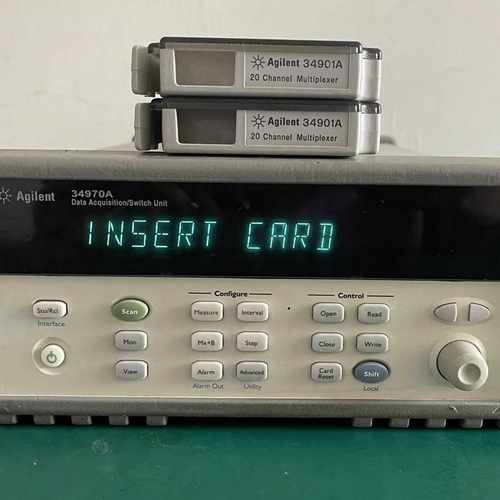 Agilent 34901A
20 Channel Multiplexer
Agilent 34901A
20 Channel Multiplexer
Agilent
34970A
Data Acquisition/Switch Unit
INSERT CARD
Configure
Control
Sto/Rcl
Scan
Measure
Interval
Open
Read
Interface
Mon
Mx+B
Step
Close
Write
View
Alarm
Advanced
Card
Reset
Shift
Alarm Out
Utility
Local